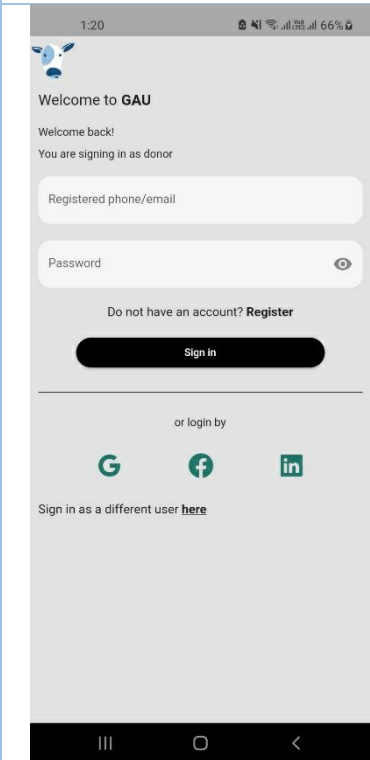 1:20
66%
Welcome to GAU
Welcome back!
You are signing in as donor
Registered phone/email
Password
Do not have an account? Register
Sign in
or login by
G
f
in
Sign in as a different user here